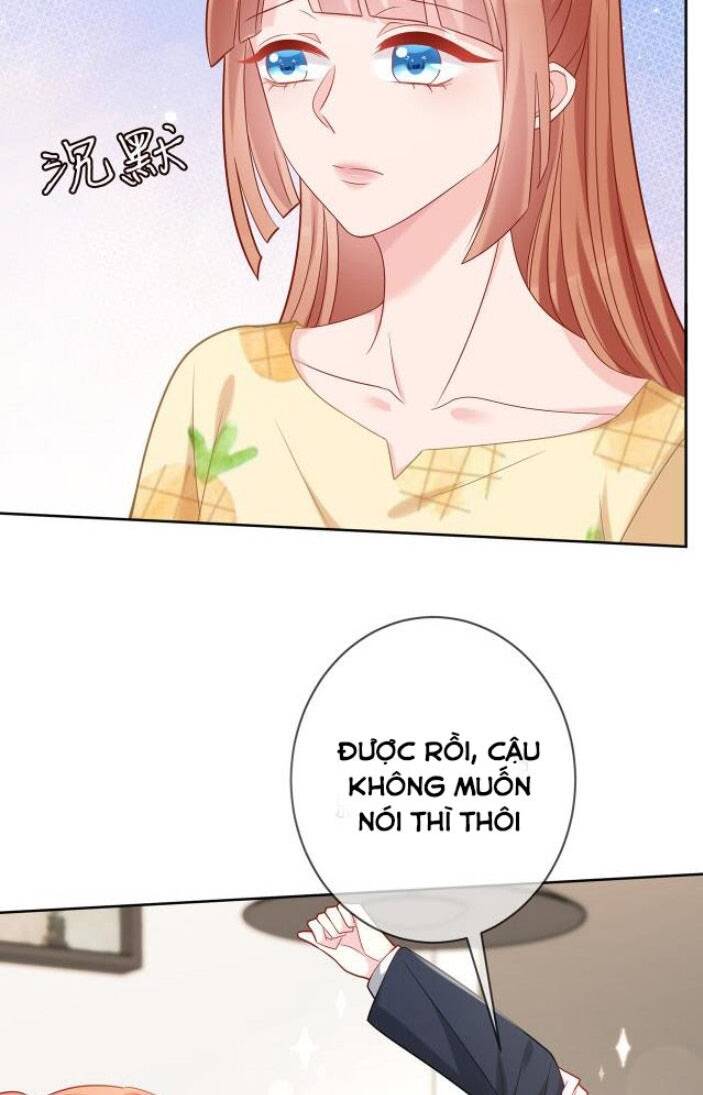 沉默
ĐƯỢC RỒI, CẬU
KHÔNG MUỐN
NÓI THÌ THÔI